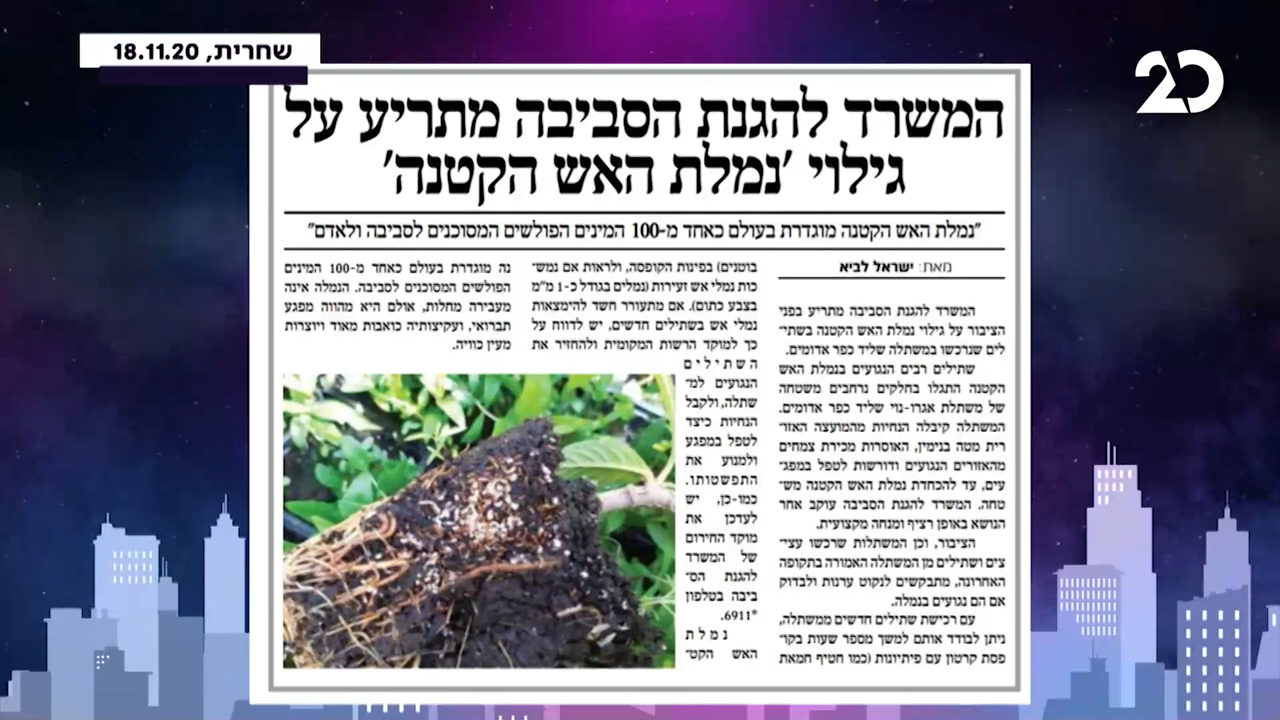 שחרית, 18.11.20
20
המשרד להגנת הסביבה מתריע על
גילוי 'נמלת האש הקטנה'
"נמלת האש הקטנה מוגדרת בעולם כאחד מ-100 המינים הפולשים המסוכנים לסביבה ולאדם"
מאת: ישראל לביא
המשרד להגנת הסביבה מתריע בפני
הציבור על גילוי נמלת האש הקטנה בשתי־
לים שנרכשו במשתלה שליד כפר אדומים.
שתילים רבים הנגועים בנמלת האש
הקטנה התגלו בחלקים נרחבים משטחה
של משתלת אגרו-נוי שליד כפר אדומים.
המשתלה קיבלה הנחיות מהמועצה האזו־
רית מטה בנימין, האוסרות מכירת צמחים
מהאזורים הנגועים ודורשות לטפל במפג־
עים, עד להכחדת נמלת האש הקטנה מש־
טחה. המשרד להגנת הסביבה עוקב אחר
הנושא באופן רציף ומנחה מקצועית.
הציבור, וכן המשתלות שרכשו עצי־
צים ושתילים מן המשתלה האמורה בתקופה
האחרונה, מתבקשים לנקוט ערנות ולבדוק
אם הם נגועים בנמלה.
עם רכישת שתילים חדשים ממשתלה,
ניתן לבודד אותם למשך מספר שעות בקו־
פסת קרטון עם פיתיונות (כמו חטיף חמאת
בוטנים) בפינות הקופסה, ולראות אם נמש־
כות נמלי אש זעירות (נמלים בגודל כ-1 מ"מ
בצבע כתום). אם מתעורר חשד להימצאות
נמלי אש בשתילים חדשים, יש לדווח על
כך למוקד הרשות המקומית ולהחזיר את
השתילים
הנגועים למ־
שתלה, ולקבל
הנחיות כיצד
לטפל במפגע
ולמנוע את
התפשטותו.
כמו-כן, יש
לעדכן את
מוקד החירום
של המשרד
להגנת הס־
ביבה בטלפון
*6911.
נמלת
האש הקט־
נה מוגדרת בעולם כאחד מ-100 המינים
הפולשים המסוכנים לסביבה. הנמלה אינה
מעבירה מחלות, אולם היא מהווה מפגע
תברואי, ועקיצותיה כואבות מאוד ויוצרות
מעין כוויה.